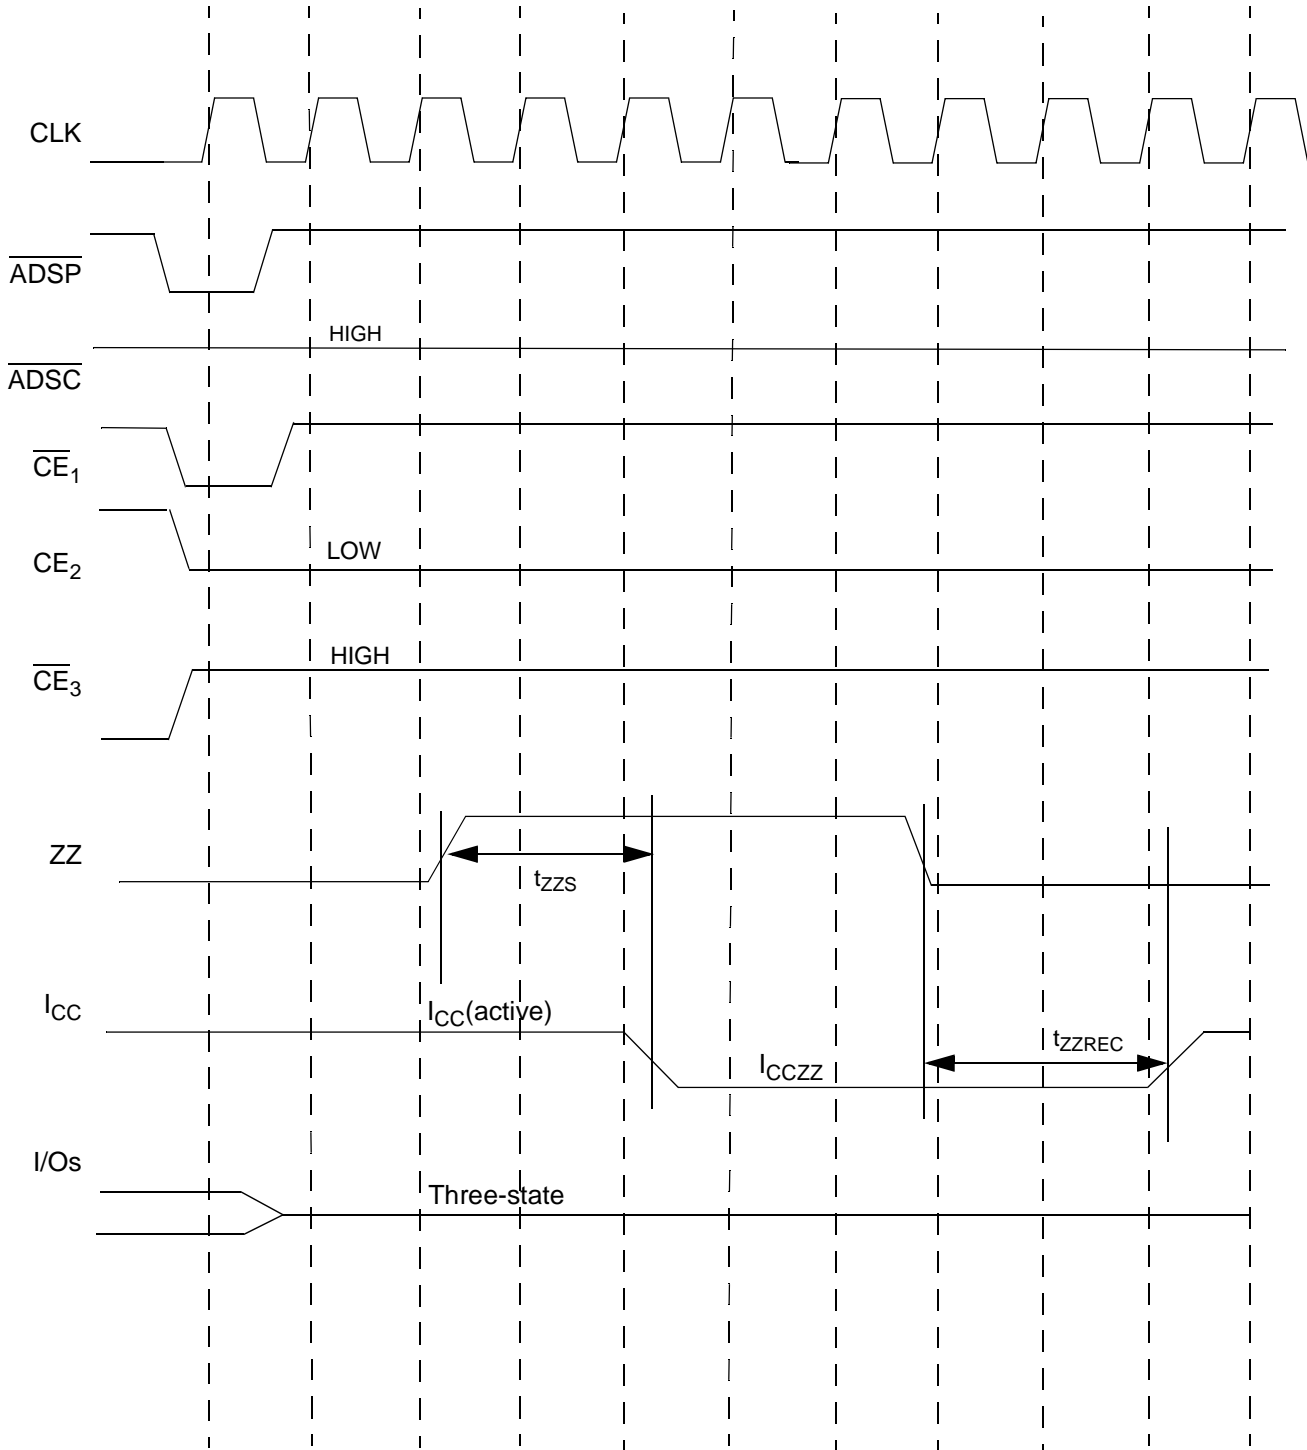 CLK
ADSP
HIGH
ADSC
CE1
LOW
CE2
HIGH
CE3
ZZ
tZZS
ICC
ICC(active)
tZZREC
ICCZZ
I/Os
Three-state